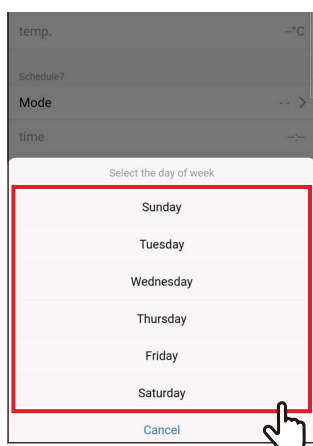 temp. --°C
Schedule7
Mode -- >
time --:--
Select the day of week
Sunday
Tuesday
Wednesday
Thursday
Friday
Saturday
Cancel